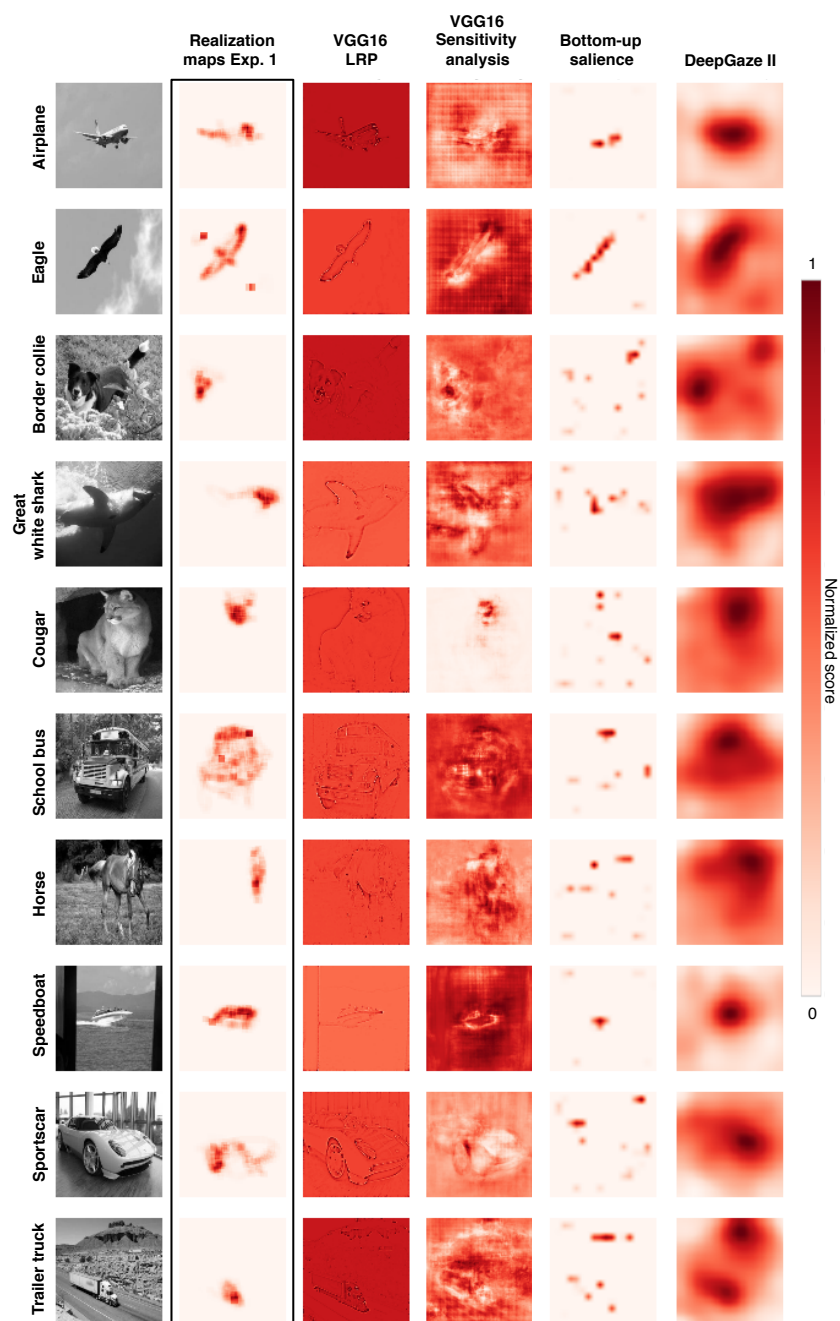 Realization
maps Exp. 1
VGG16
LRP
VGG16
Sensitivity
analysis
Bottom-up
salience
DeepGaze II
Airplane
Eagle
Border collie
Great
white shark
Cougar
School bus
Horse
Speedboat
Sportscar
Trailer truck
1
Normalized score
0